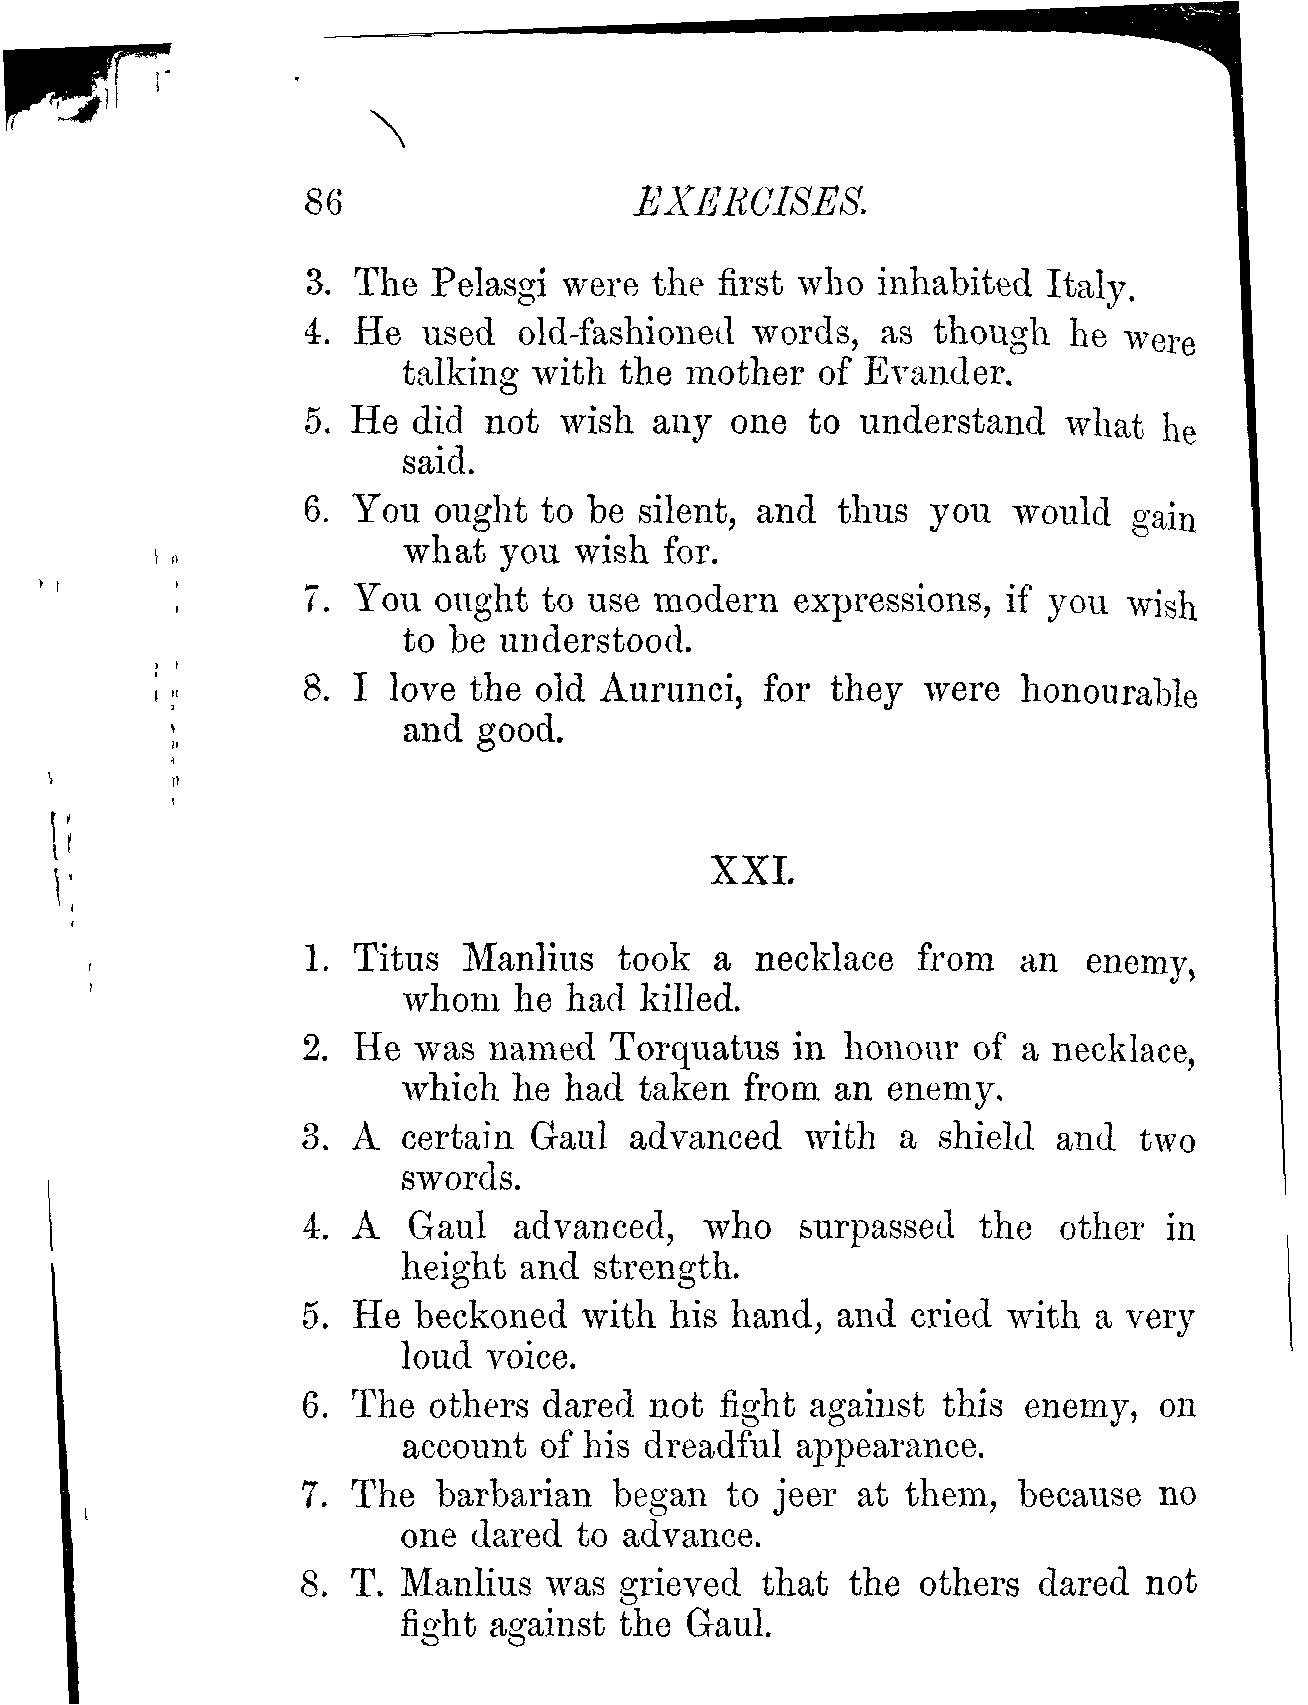 86 EXERCISES.
3. The Pelasgi were the first who inhabited Italy.
4. He used old-fashioned words, as though he were
talking with the mother of Evander.
5. He did not wish any one to understand what he
said.
6. You ought to be silent, and thus you would gain
what you wish for.
7. You ought to use modern expressions, if you wish
to be understood.
8. I love the old Aurunci, for they were honourable
and good.
XXI.
1. Titus Manlius took a necklace from an enemy,
whom he had killed.
2. He was named Torquatus in honour of a necklace,
which he had taken from an enemy.
3. A certain Gaul advanced with a shield and two
swords.
4. A Gaul advanced, who surpassed the other in
height and strength.
5. He beckoned with his hand, and cried with a very
loud voice.
6. The others dared not fight against this enemy, on
account of his dreadful appearance.
7. The barbarian began to jeer at them, because no
one dared to advance.
8. T. Manlius was grieved that the others dared not
fight against the Gaul.